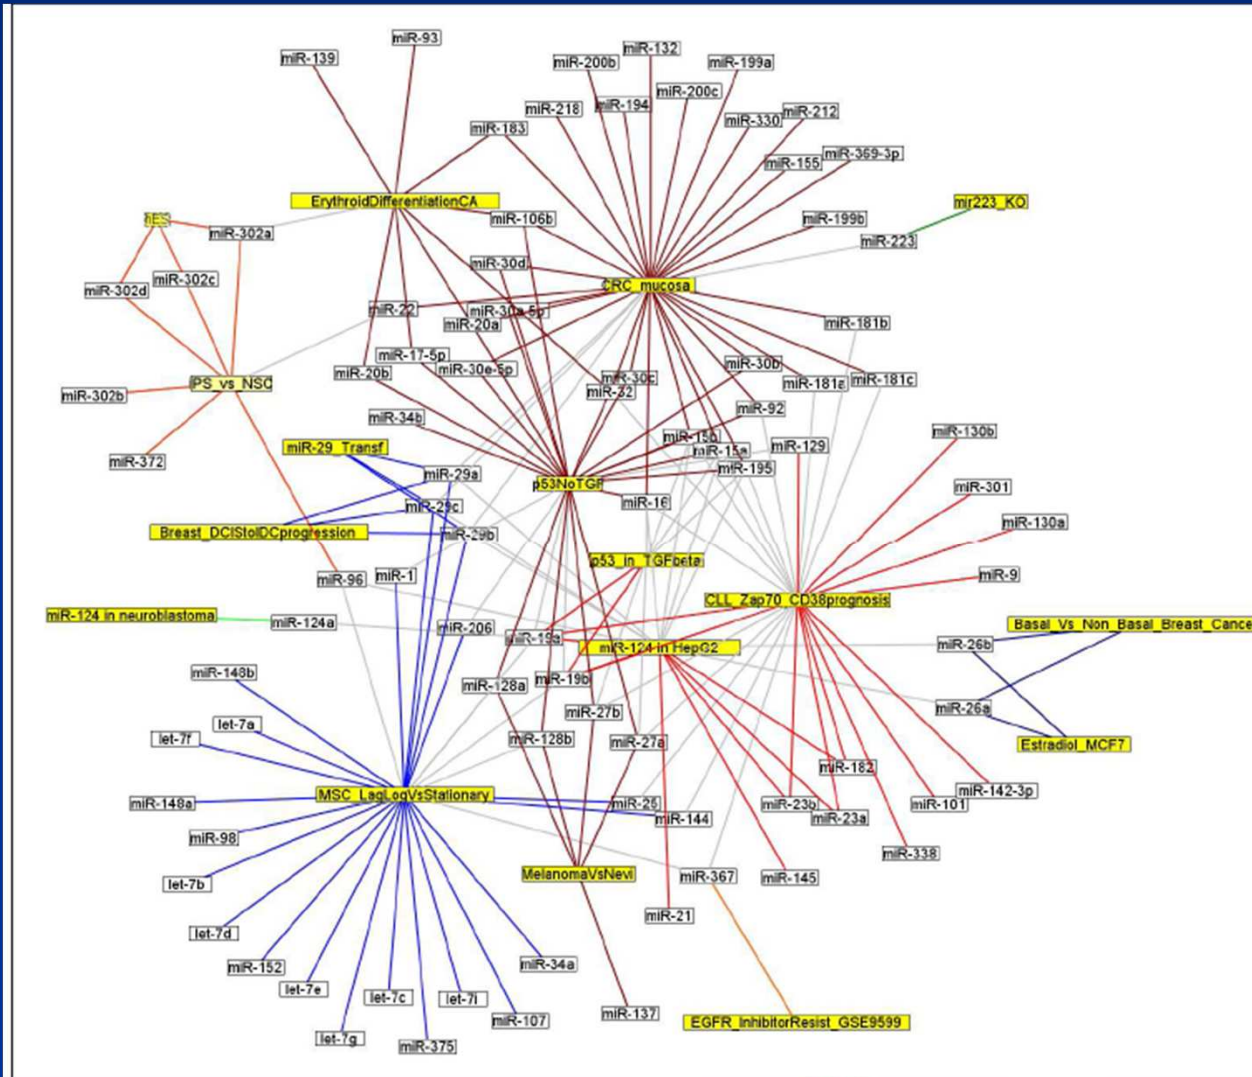 miR-93
miR-139
miR-132
miR-200b
miR-199a
miR-200c
miR-194
miR-218
miR-212
miR-330
miR-183
miR-155
miR-369-3p
ErythroidDifferentiationCA
mir223_KO
miR-106b
miR-199b
hES
miR-302a
miR-223
miR-30d
miR-302c
miR-302d
CRC_mucosa
miR-22
miR-30a-5p
miR-20a
miR-181b
miR-17-5p
miR-20b
miR-30e-5p
miR-30b
miR-30c
miR-32
miR-181a
miR-181c
iPS_vs_NSC
miR-302b
miR-92
miR-34b
miR-372
miR-29_Transf
miR-15b
miR-15a
miR-129
miR-130b
miR-29a
miR-195
p53NoTGF
miR-301
miR-29c
miR-16
Breast_DCIStoIDCprogression
miR-29b
miR-130a
p53_in_TGFbeta
miR-96
miR-1
miR-9
CLL_Zap70_CD38prognosis
miR-124 in neuroblastoma
miR-124a
miR-206
miR-19a
miR-124 in HepG2
Basal_Vs_Non_Basal_Breast_Cance
miR-26b
miR-148b
miR-128a
miR-19b
miR-27b
miR-26a
let-7a
let-7f
miR-128b
miR-27a
Estradiol_MCF7
miR-182
MSC_LagLogVsStationary
miR-148a
miR-25
miR-144
miR-23b
miR-23a
miR-101
miR-142-3p
miR-98
miR-338
let-7b
MelanomaVsNevi
miR-367
miR-145
miR-21
let-7d
miR-152
miR-34a
let-7e
let-7c
let-7i
miR-107
miR-137
EGFR_InhibitorResist_GSE9599
let-7g
miR-375